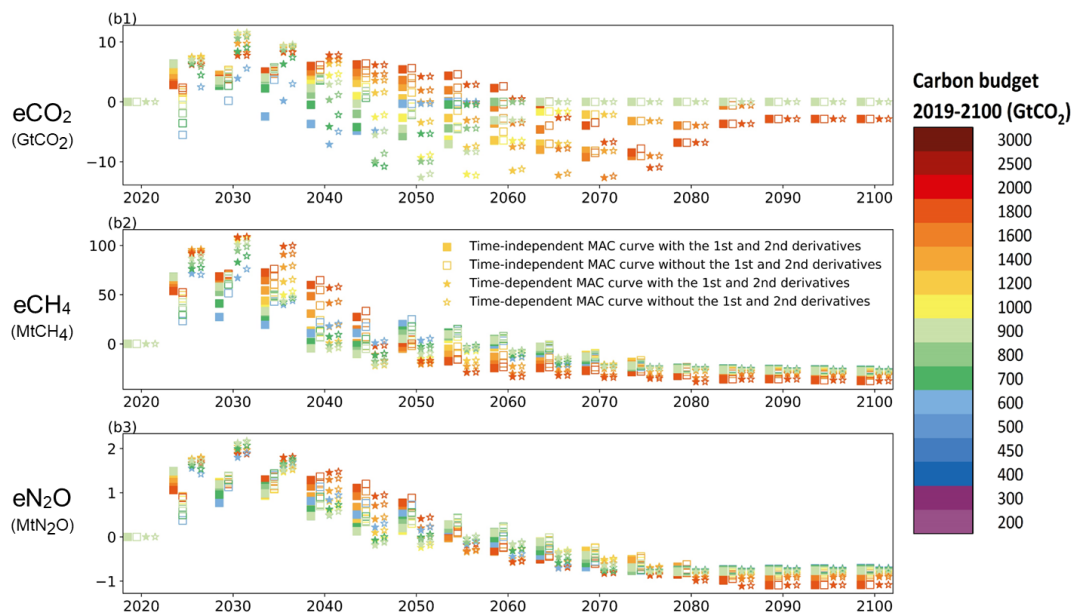 (b1)
10
0
−10
eCO₂
(GtCO₂)
2020 2030 2040 2050 2060 2070 2080 2090 2100
(b2)
100
50
0
eCH₄
(MtCH₄)
Time-independent MAC curve with the 1st and 2nd derivatives
Time-independent MAC curve without the 1st and 2nd derivatives
Time-dependent MAC curve with the 1st and 2nd derivatives
Time-dependent MAC curve without the 1st and 2nd derivatives
2020 2030 2040 2050 2060 2070 2080 2090 2100
(b3)
2
1
0
−1
eN₂O
(MtN₂O)
2020 2030 2040 2050 2060 2070 2080 2090 2100
Carbon budget
2019-2100 (GtCO₂)
3000
2500
2000
1800
1600
1400
1200
1000
900
800
700
600
500
450
400
300
200